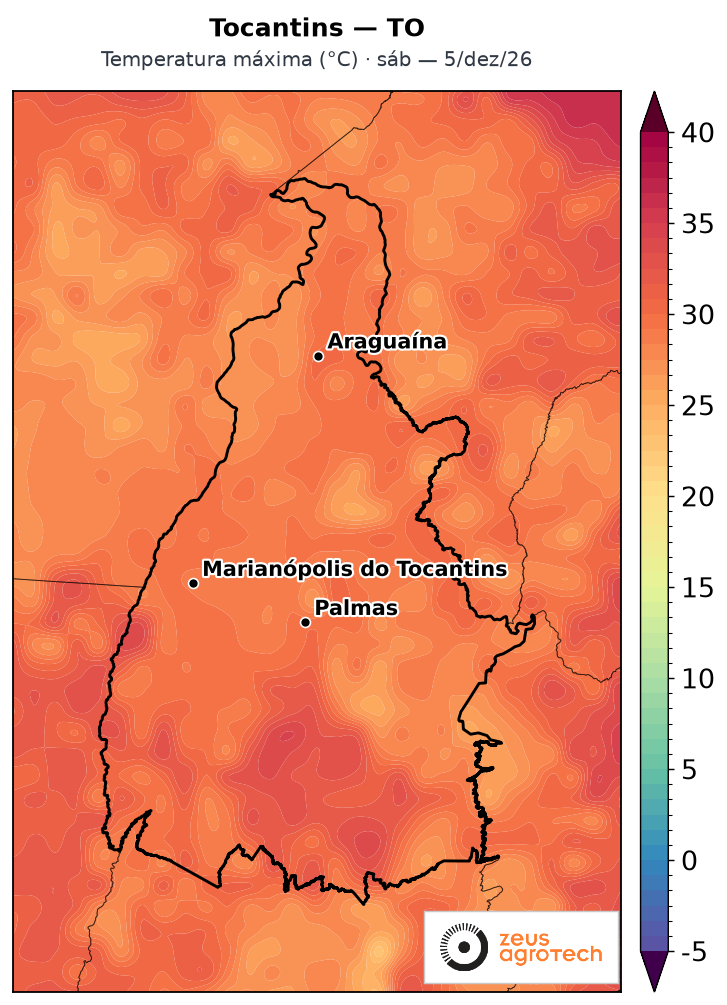 Tocantins — TO
Temperatura máxima (°C) · sáb — 5/dez/26
40
35
30
25
20
15
10
5
0
-5
Araguaína
Marianópolis do Tocantins
Palmas
zeus
agrotech